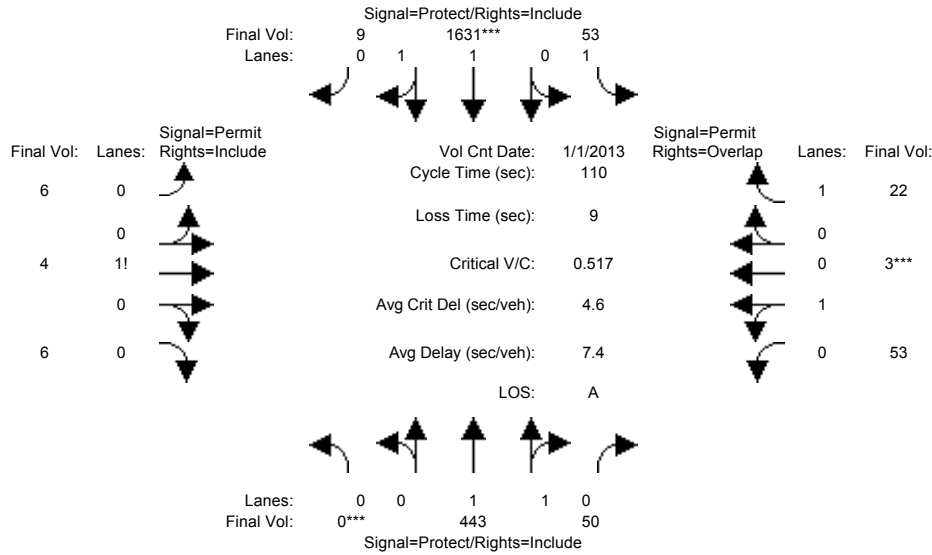 Signal=Protect/Rights=Include
Final Vol: 9 1631*** 53
Lanes: 0 1 1 0 1
Signal=Permit Signal=Permit
Final Vol: Lanes: Rights=Include Vol Cnt Date: 1/1/2013 Rights=Overlap Lanes: Final Vol:
Cycle Time (sec): 110
6 0 1 22
Loss Time (sec): 9
0 0
4 1! Critical V/C: 0.517 0 3***
0 Avg Crit Del (sec/veh): 4.6 1
6 0 Avg Delay (sec/veh): 7.4 0 53
LOS: A
Lanes: 0 0 1 1 0
Final Vol: 0*** 443 50
Signal=Protect/Rights=Include